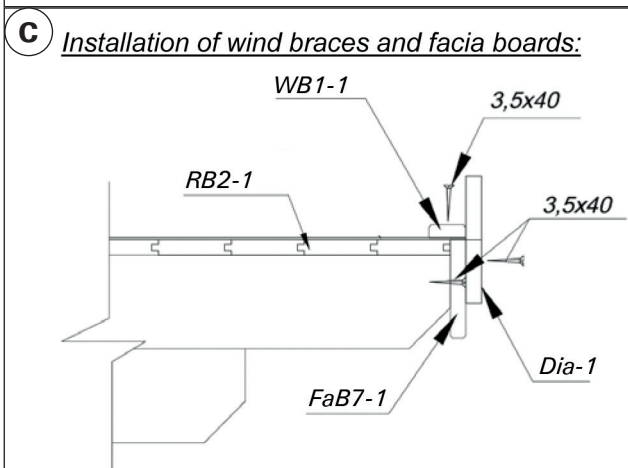 C Installation of wind braces and facia boards:
WB1-1
3,5x40
RB2-1
3,5x40
Dia-1
FaB7-1